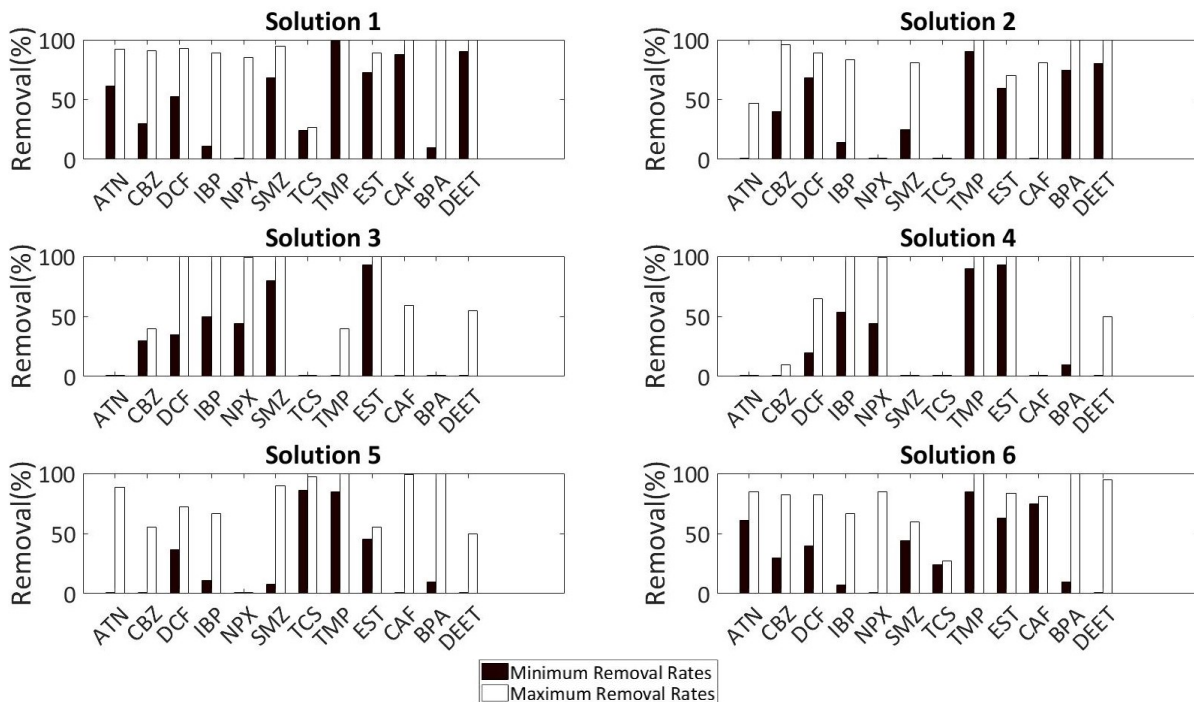 Solution 1
Removal(%)
100
50
0
ATN CBZ DCF IBP NPX SMZ TCS TMP EST CAF BPA DEET
Solution 2
Removal(%)
100
50
0
ATN CBZ DCF IBP NPX SMZ TCS TMP EST CAF BPA DEET
Solution 3
Removal(%)
100
50
0
ATN CBZ DCF IBP NPX SMZ TCS TMP EST CAF BPA DEET
Solution 4
Removal(%)
100
50
0
ATN CBZ DCF IBP NPX SMZ TCS TMP EST CAF BPA DEET
Solution 5
Removal(%)
100
50
0
ATN CBZ DCF IBP NPX SMZ TCS TMP EST CAF BPA DEET
Solution 6
Removal(%)
100
50
0
ATN CBZ DCF IBP NPX SMZ TCS TMP EST CAF BPA DEET
Minimum Removal Rates
Maximum Removal Rates